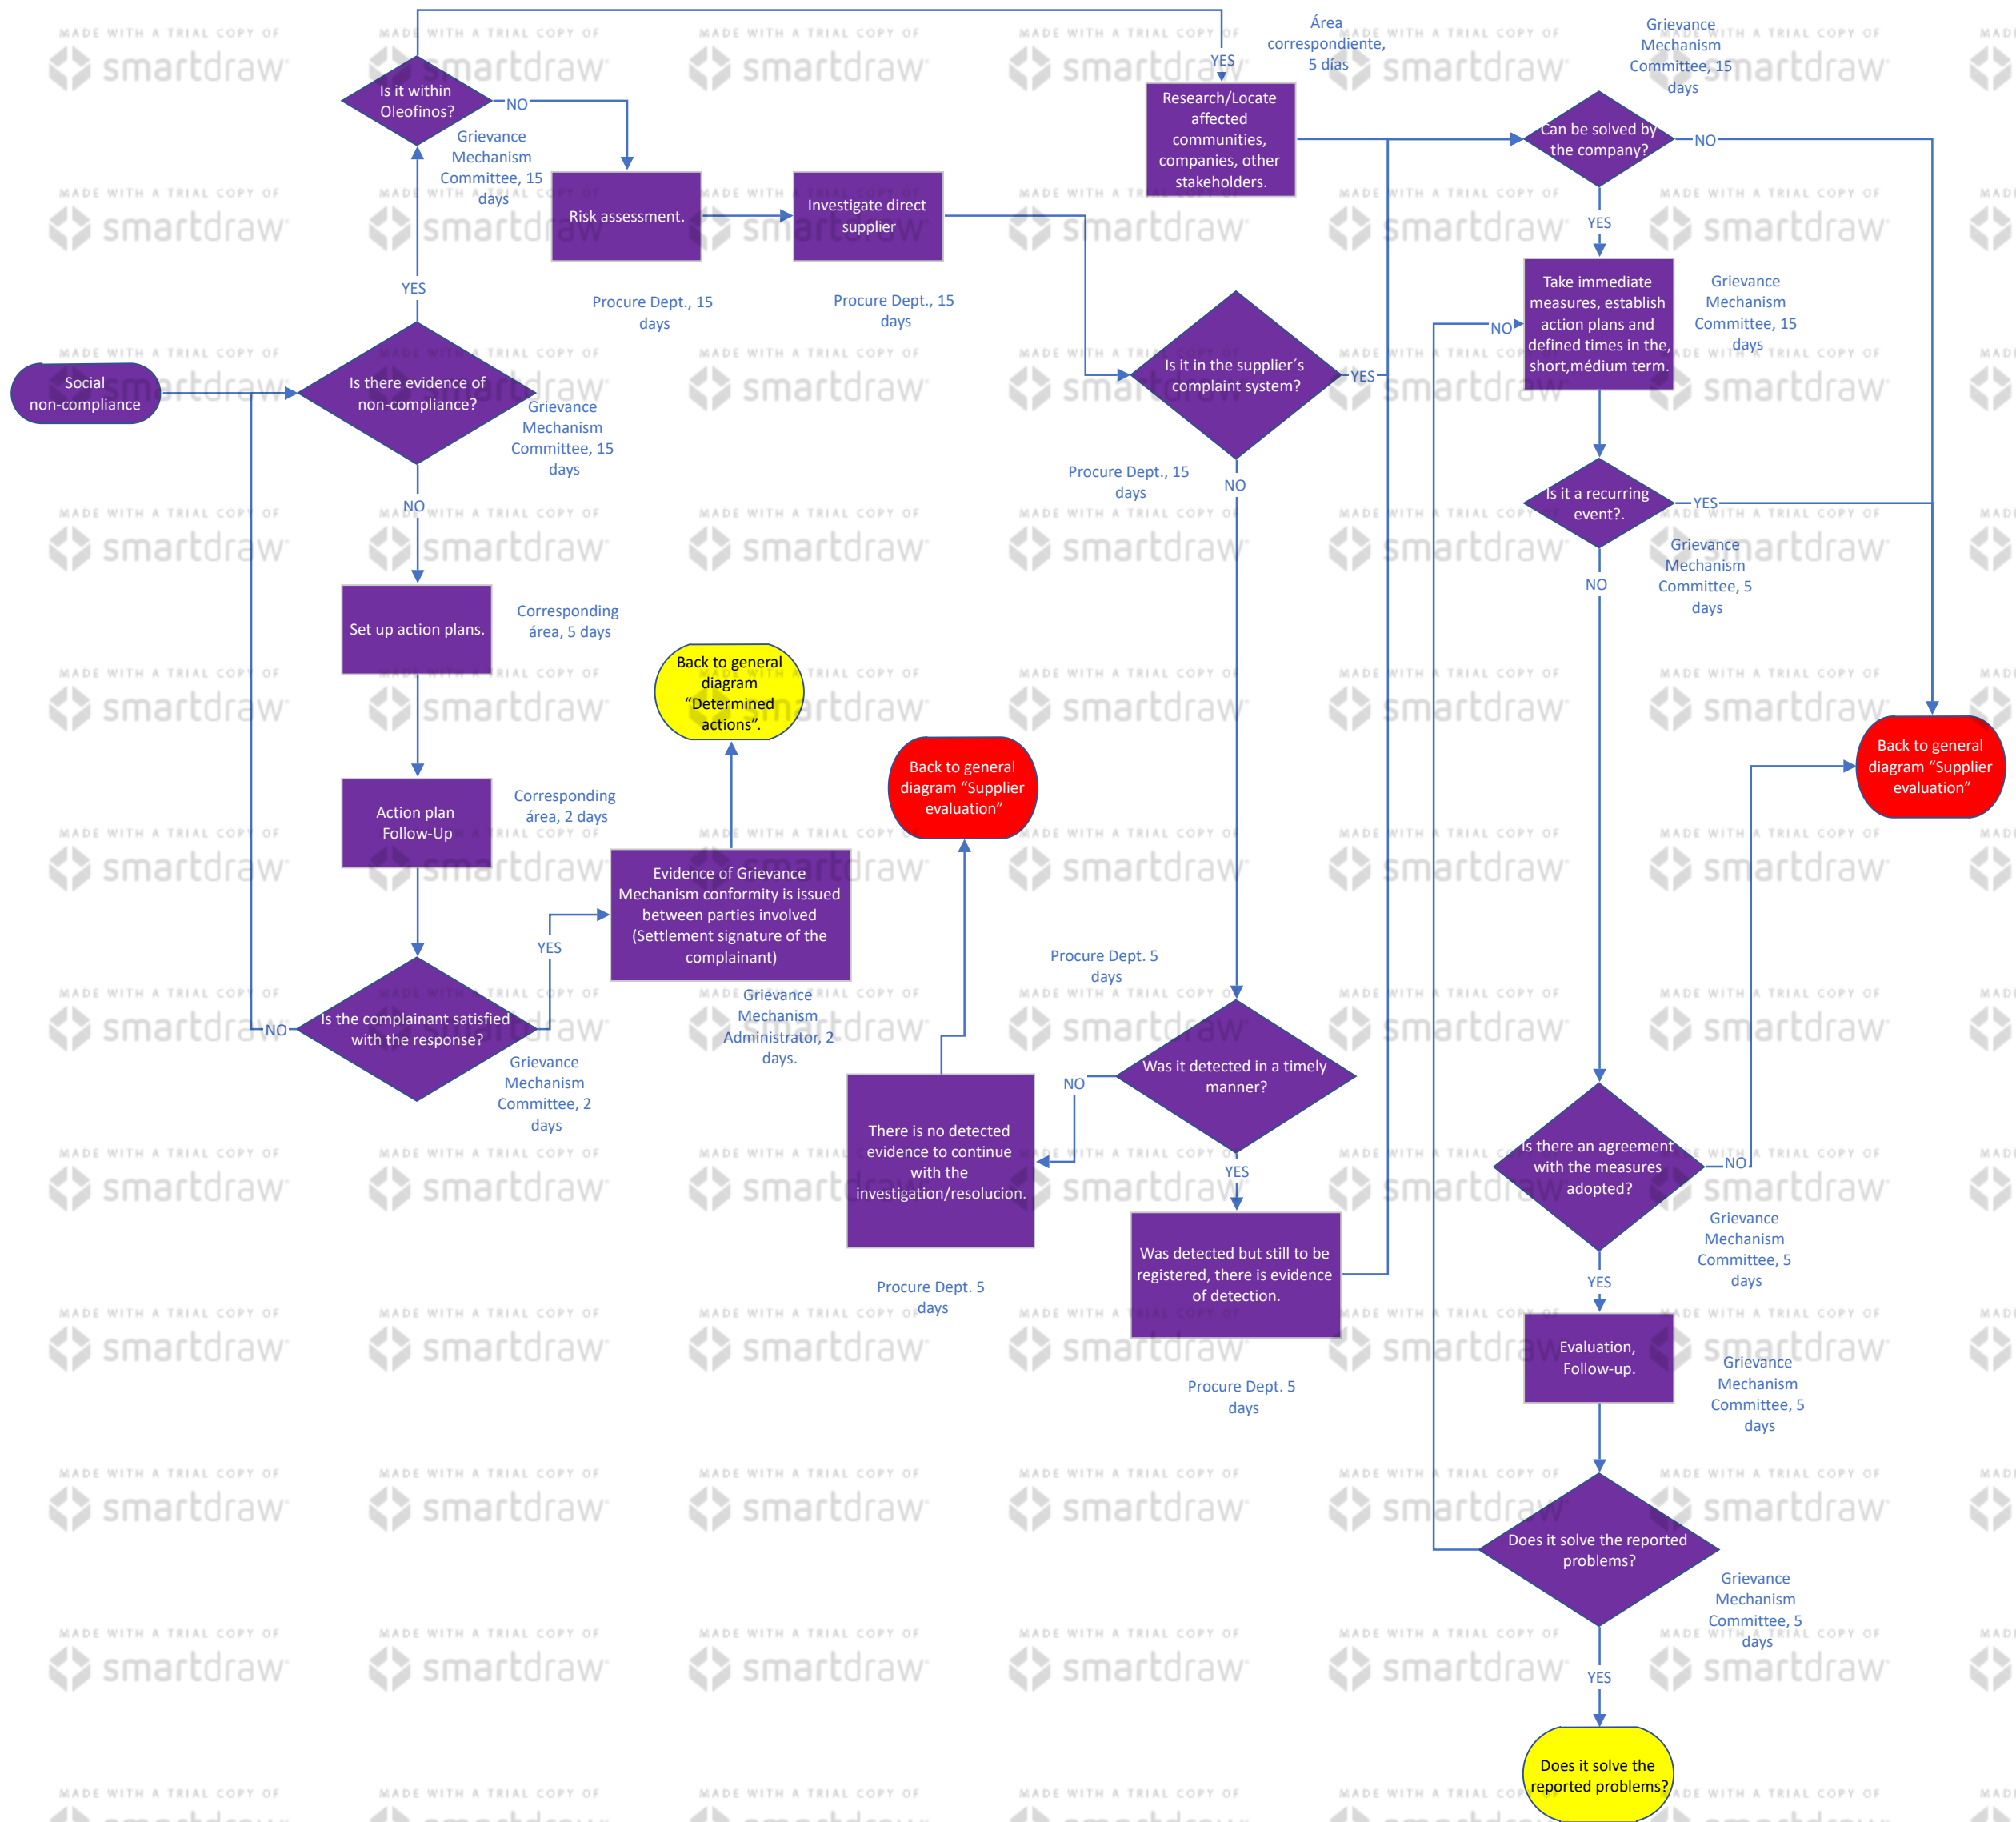 Social
non-compliance
Is there evidence of
non-compliance?
Grievance
Mechanism
Committee, 15
days
YES
Is it within
Oleofinos?
Grievance
Mechanism
Committee, 15
days
NO
Risk assessment.
Procure Dept., 15
days
Investigate direct
supplier
Procure Dept., 15
days
YES
Área
correspondiente,
5 días
Research/Locate
affected
communities,
companies, other
stakeholders.
Is it in the supplier´s
complaint system?
Procure Dept., 15
days
YES
NO
Grievance
Mechanism
Committee, 15
days
Can be solved by
the company?
NO
YES
Take immediate
measures, establish
action plans and
defined times in the,
short,médium term.
Grievance
Mechanism
Committee, 15
days
NO
Is it a recurring
event?.
YES
Grievance
Mechanism
Committee, 5
days
NO
NO
Set up action plans.
Corresponding
área, 5 days
Action plan
Follow-Up
Corresponding
área, 2 days
Is the complainant satisfied
with the response?
NO
Grievance
Mechanism
Committee, 2
days
YES
Evidence of Grievance
Mechanism conformity is issued
between parties involved
(Settlement signature of the
complainant)
Grievance
Mechanism
Administrator, 2
days.
Back to general
diagram
“Determined
actions”.
Back to general
diagram “Supplier
evaluation”
Procure Dept. 5
days
Was it detected in a timely
manner?
NO
There is no detected
evidence to continue
with the
investigation/resolucion.
Procure Dept. 5
days
YES
Was detected but still to be
registered, there is evidence
of detection.
Procure Dept. 5
days
Back to general
diagram “Supplier
evaluation”
Is there an agreement
with the measures
adopted?
NO
Grievance
Mechanism
Committee, 5
days
YES
Evaluation,
Follow-up.
Grievance
Mechanism
Committee, 5
days
Does it solve the reported
problems?
Grievance
Mechanism
Committee, 5
days
YES
Does it solve the
reported problems?
MADE WITH A TRIAL COPY OF
smartdraw